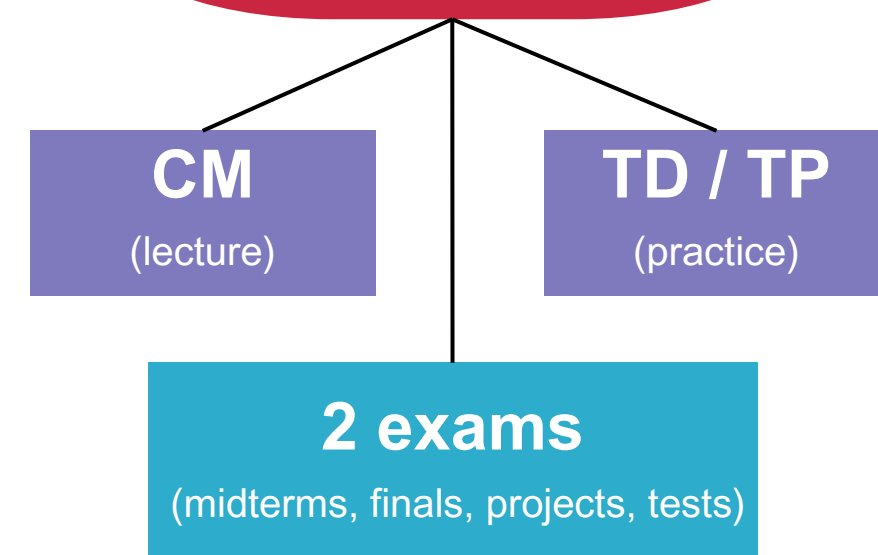 CM
(lecture)
TD / TP
(practice)
2 exams
(midterms, finals, projects, tests)